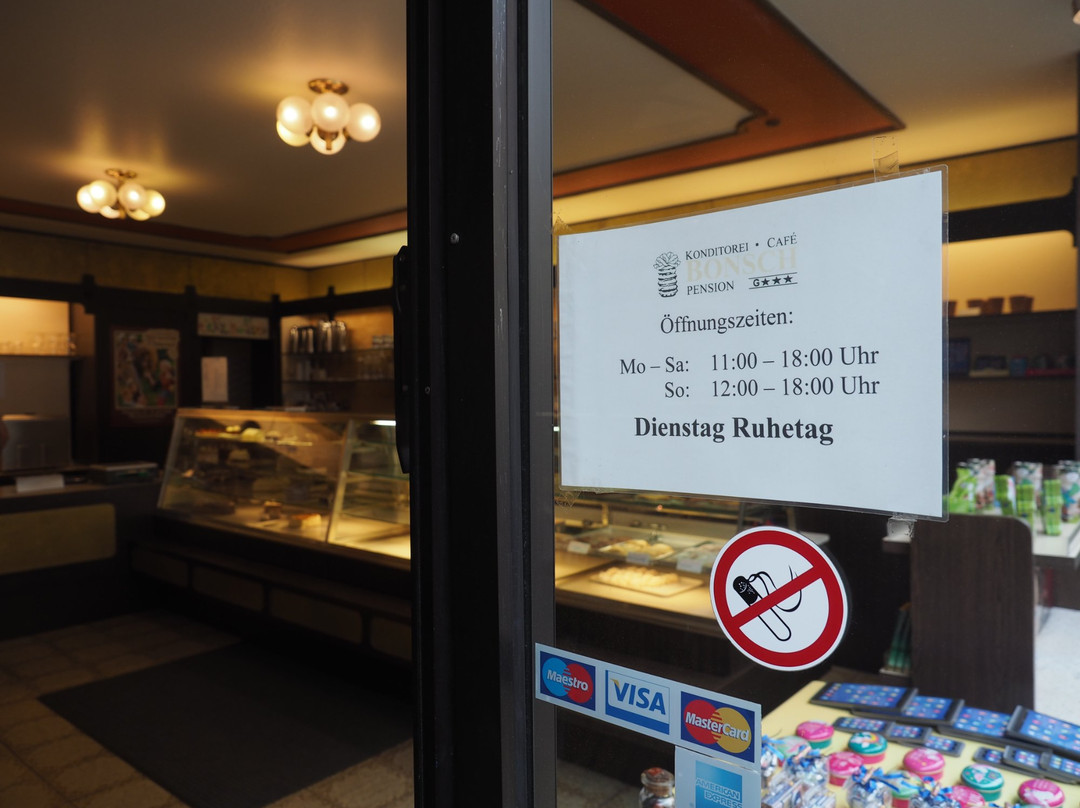 KONDITOREI • CAFÉ
BONSCH
PENSION G★★★
Öffnungszeiten:
Mo – Sa: 11:00 – 18:00 Uhr
So: 12:00 – 18:00 Uhr
Dienstag Ruhetag
Maestro
VISA
MasterCard
AMERICAN
EXPRESS